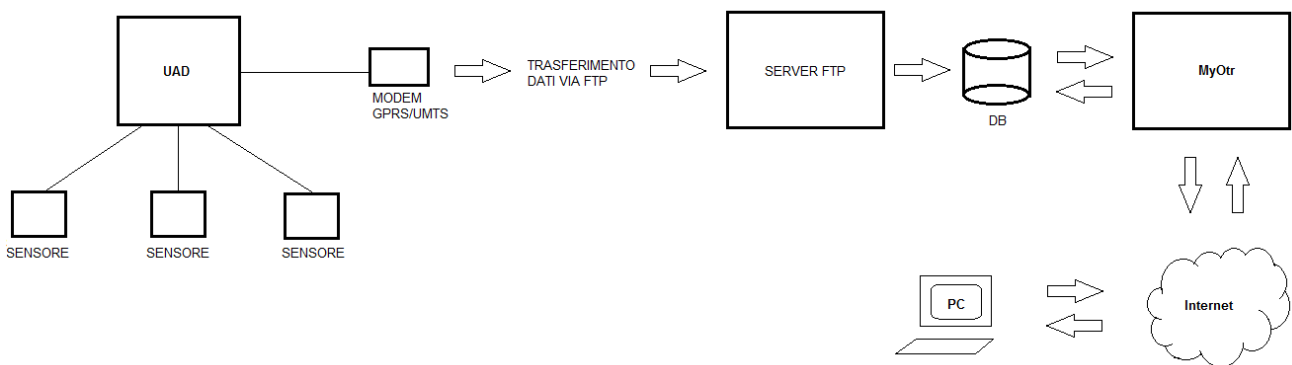 UAD
MODEM
GPRS/UMTS
TRASFERIMENTO
DATI VIA FTP
SERVER FTP
DB
MyOtr
SENSORE
SENSORE
SENSORE
PC
Internet